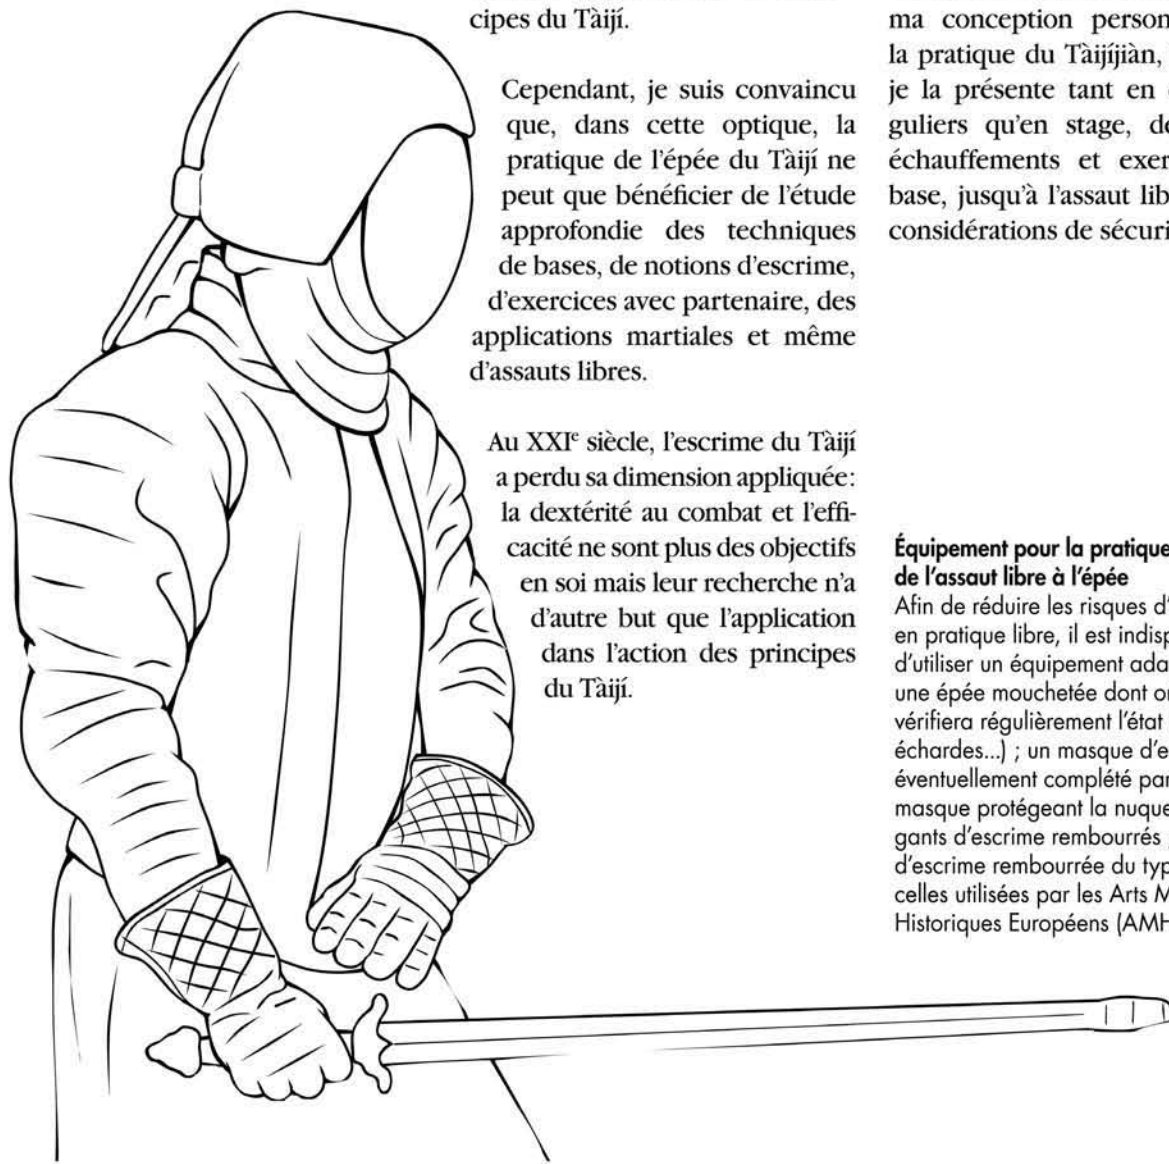 cipes du Tàijí.
Cependant, je suis convaincu
que, dans cette optique, la
pratique de l'épée du Tàijí ne
peut que bénéficier de l'étude
approfondie des techniques
de bases, de notions d'escrime,
d'exercices avec partenaire, des
applications martiales et même
d'assauts libres.
Au XXIe siècle, l'escrime du Tàijí
a perdu sa dimension appliquée:
la dextérité au combat et l'effi-
cacité ne sont plus des objectifs
en soi mais leur recherche n'a
d'autre but que l'application
dans l'action des principes
du Tàijí.
ma conception
la pratique du Tàijíjiàn,
je la présente tant en
guliers qu'en stage,
échauffements et
base, jusqu'à l'assaut
considérations de
Équipement pour la pratique
de l'assaut libre à l'épée
Afin de réduire les risques
en pratique libre, il est
d'utiliser un équipement
une épée mouchetée dont
vérifiera régulièrement l'état
échardes...) ; un masque
éventuellement complété par
masque protégeant la nuque
gants d'escrime rembourrés
d'escrime rembourrée du
celles utilisées par les Arts
Historiques Européens